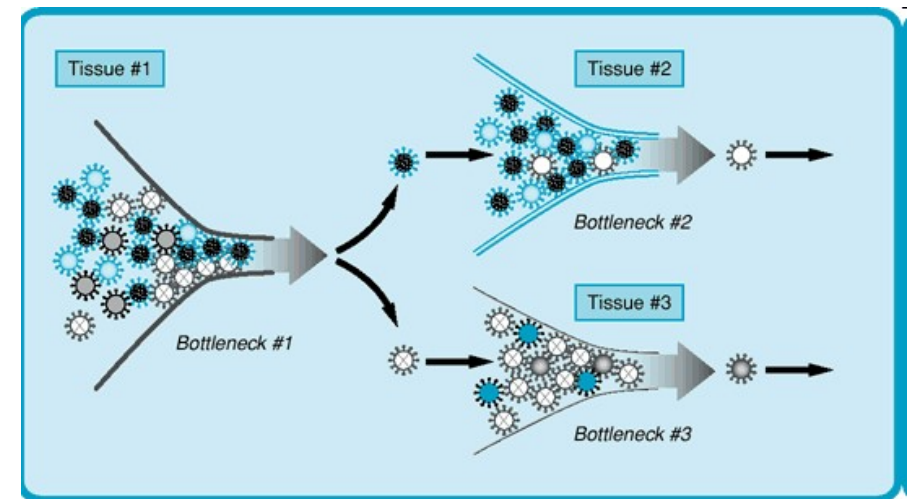 Tissue #1
Tissue #2
Bottleneck #2
Tissue #3
Bottleneck #1
Bottleneck #3